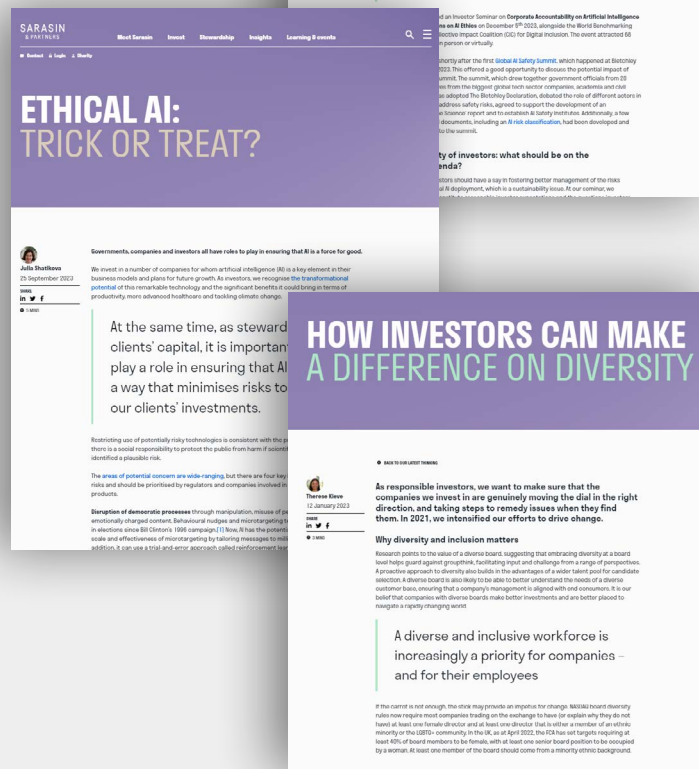 SARASIN
& PARTNERS
Meet Sarasin
Invest
Stewardship
Insights
Learning & events
Contact
Login
Charity
ETHICAL AI:
TRICK OR TREAT?
Julia Shatikova
25 September 2023
SHARE
5 MINS
Governments, companies and investors all have roles to play in ensuring that AI is a force for good.
We invest in a number of companies for whom artificial intelligence (AI) is a key element in their
business models and plans for future growth. As investors, we recognise the transformational
potential of this remarkable technology and the significant benefits it could bring in terms of
productivity, more advanced healthcare and tackling climate change.
At the same time, as steward
clients' capital, it is important
play a role in ensuring that AI
a way that minimises risks to
our clients' investments.
Restricting use of potentially risky technologies is consistent with the p
there is a social responsibility to protect the public from harm if scientif
identified a plausible risk.
The areas of potential concern are wide-ranging, but there are four key
risks and should be prioritised by regulators and companies involved in
products.
Disruption of democratic processes through manipulation, misuse of pe
emotionally charged content. Behavioural nudges and microtargeting t
in elections since Bill Clinton's 1996 campaign.[1] Now, AI has the potenti
scale and effectiveness of microtargeting by tailoring messages to milli
addition, it can use a trial-and-error approach called reinforcement lear
d an Investor Seminar on Corporate Accountability on Artificial Intelligence
ns on AI Ethics on December 5th 2023, alongside the World Benchmarking
llective Impact Coalition (CIC) for Digital Inclusion. The event attracted 68
n person or virtually.
shortly after the first Global AI Safety Summit, which happened at Bletchley
2023. This offered a good opportunity to discuss the potential impact of
ummit. The summit, which drew together government officials from 28
es from the biggest global tech sector companies, academia and civil
adopted The Bletchley Declaration, debated the role of different actors in
address safety risks, agreed to support the development of an
e Science' report and to establish AI Safety Institutes. Additionally, a few
documents, including an AI risk classification, had been developed and
to the summit.
ty of investors: what should be on the
enda?
stors should have a say in fostering better management of the risks
al AI deployment, which is a sustainability issue. At our seminar, we
HOW INVESTORS CAN MAKE
A DIFFERENCE ON DIVERSITY
BACK TO OUR LATEST THINKING
Therese Kieve
12 January 2023
SHARE
3 MINS
As responsible investors, we want to make sure that the
companies we invest in are genuinely moving the dial in the right
direction, and taking steps to remedy issues when they find
them. In 2021, we intensified our efforts to drive change.
Why diversity and inclusion matters
Research points to the value of a diverse board, suggesting that embracing diversity at a board
level helps guard against groupthink, facilitating input and challenge from a range of perspectives.
A proactive approach to diversity also builds in the advantages of a wider talent pool for candidate
selection. A diverse board is also likely to be able to better understand the needs of a diverse
customer base, ensuring that a company's management is aligned with end consumers. It is our
belief that companies with diverse boards make better investments and are better placed to
navigate a rapidly changing world.
A diverse and inclusive workforce is
increasingly a priority for companies –
and for their employees
If the carrot is not enough, the stick may provide an impetus for change. NASDAQ board diversity
rules now require most companies trading on the exchange to have (or explain why they do not
have) at least one female director and at least one director that is either a member of an ethnic
minority or the LGBTQ+ community. In the UK, as at April 2022, the FCA has set targets requiring at
least 40% of board members to be female, with at least one senior board position to be occupied
by a woman. At least one member of the board should come from a minority ethnic background.